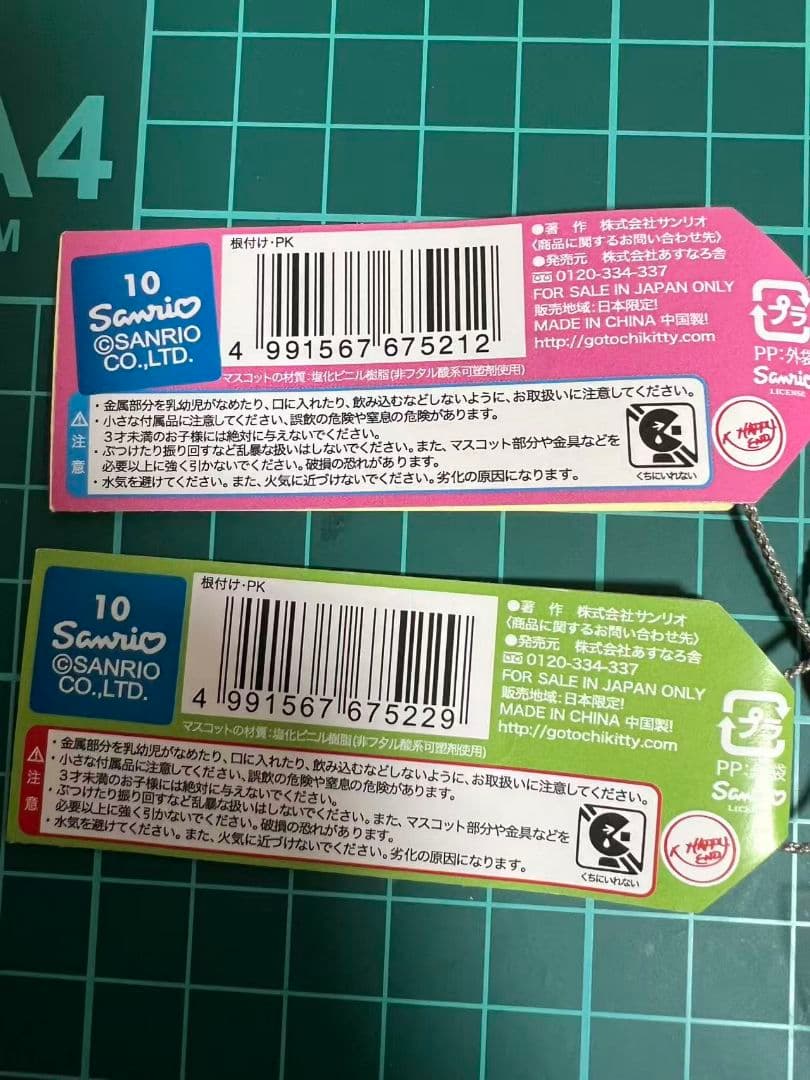 A4
M
10
Sanrio
©SANRIO
CO.,LTD.
根付け・PK
4 991567 675212
マスコットの材質:塩化ビニル樹脂(非フタル酸系可塑剤使用)
●著 作 株式会社サンリオ
〈商品に関するお問い合わせ先〉
●発売元 株式会社あすなろ舎
0120-334-337
FOR SALE IN JAPAN ONLY
販売地域:日本限定!
MADE IN CHINA 中国製!
http://gotochikitty.com
プラ
PP:外袋
Sanrio
LICENSE
注意
・金属部分を乳幼児がなめたり、口に入れたり、飲み込むなどしないように、お取扱いに注意してください。
・小さな付属品に注意してください、誤飲の危険や窒息の危険があります。
3才未満のお子様には絶対に与えないでください。
・ぶつけたり振り回すなど乱暴な扱いはしないでください。また、マスコット部分や金具などを
必要以上に強く引かないでください。破損の恐れがあります。
・水気を避けてください。また、火気に近づけないでください。劣化の原因になります。
くちにいれない
K HAPPY
END
10
Sanrio
©SANRIO
CO.,LTD.
根付け・PK
4 991567 675229
マスコットの材質:塩化ビニル樹脂(非フタル酸系可塑剤使用)
●著 作 株式会社サンリオ
〈商品に関するお問い合わせ先〉
●発売元 株式会社あすなろ舎
0120-334-337
FOR SALE IN JAPAN ONLY
販売地域:日本限定!
MADE IN CHINA 中国製!
http://gotochikitty.com
プラ
PP:外袋
Sanrio
LICENSE
注意
・金属部分を乳幼児がなめたり、口に入れたり、飲み込むなどしないように、お取扱いに注意してください。
・小さな付属品に注意してください、誤飲の危険や窒息の危険があります。
3才未満のお子様には絶対に与えないでください。
・ぶつけたり振り回すなど乱暴な扱いはしないでください。また、マスコット部分や金具などを
必要以上に強く引かないでください。破損の恐れがあります。
・水気を避けてください。また、火気に近づけないでください。劣化の原因になります。
くちにいれない
K HAPPY
END